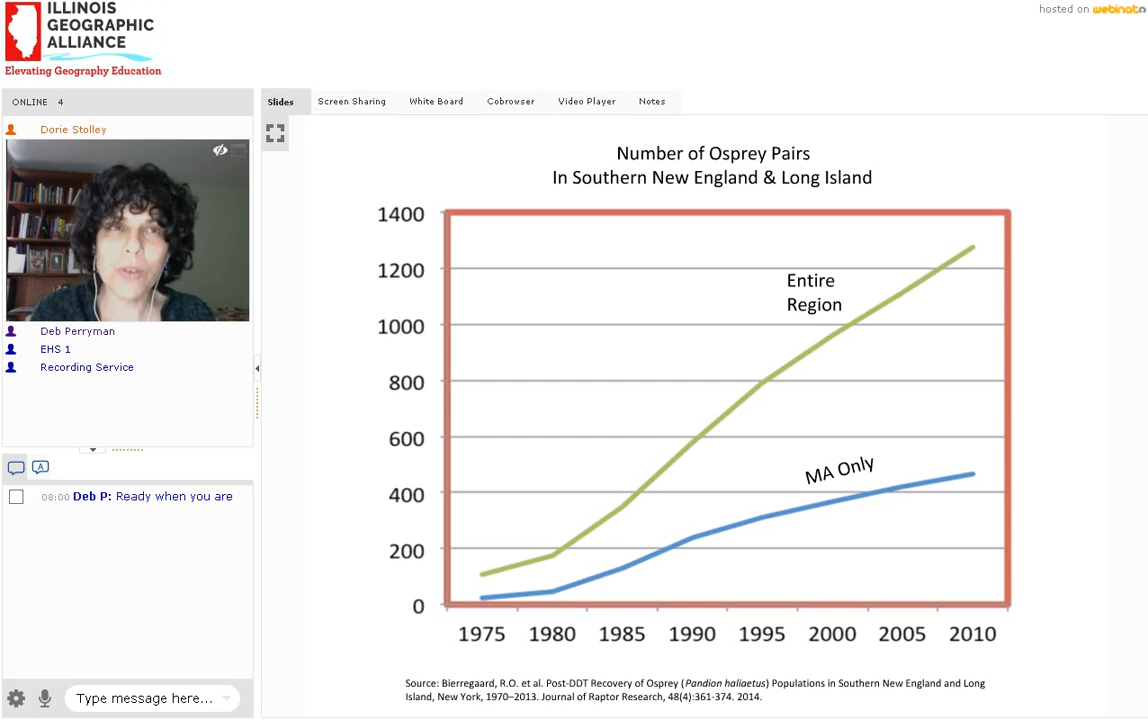 ILLINOIS
GEOGRAPHIC
ALLIANCE
Elevating Geography Education
hosted on webinato
ONLINE 4
Dorie Stolley
Deb Perryman
EHS 1
Recording Service
08:00 Deb P: Ready when you are
Type message here...
Slides Screen Sharing White Board Cobrowser Video Player Notes
Number of Osprey Pairs
In Southern New England & Long Island
1400
1200
1000
800
600
400
200
0
Entire
Region
MA Only
1975 1980 1985 1990 1995 2000 2005 2010
Source: Bierregaard, R.O. et al. Post-DDT Recovery of Osprey (Pandion haliaetus) Populations in Southern New England and Long
Island, New York, 1970–2013. Journal of Raptor Research, 48(4):361-374. 2014.